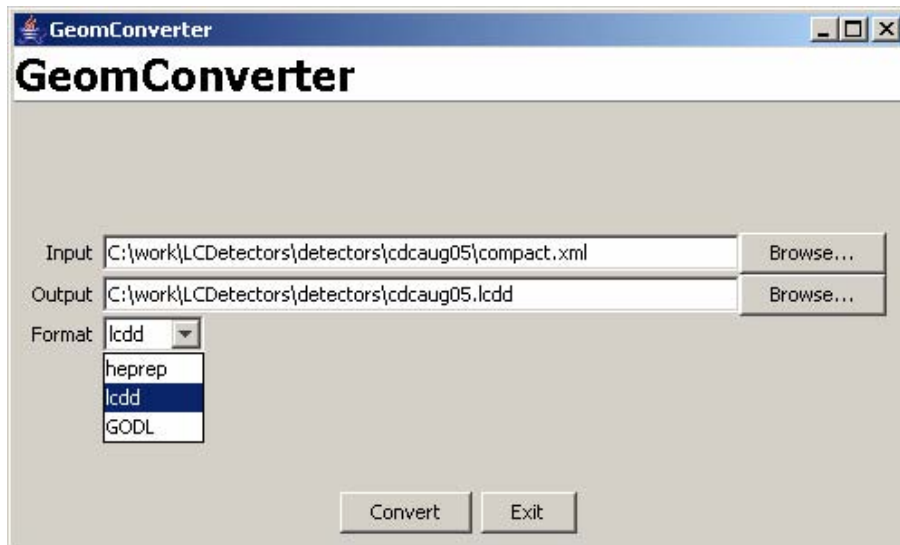 GeomConverter
GeomConverter
Input C:\work\LCDetectors\detectors\cdcaug05\compact.xml Browse...
Output C:\work\LCDetectors\detectors\cdcaug05.lcdd Browse...
Format lcdd
heprep
lcdd
GODL
Convert Exit